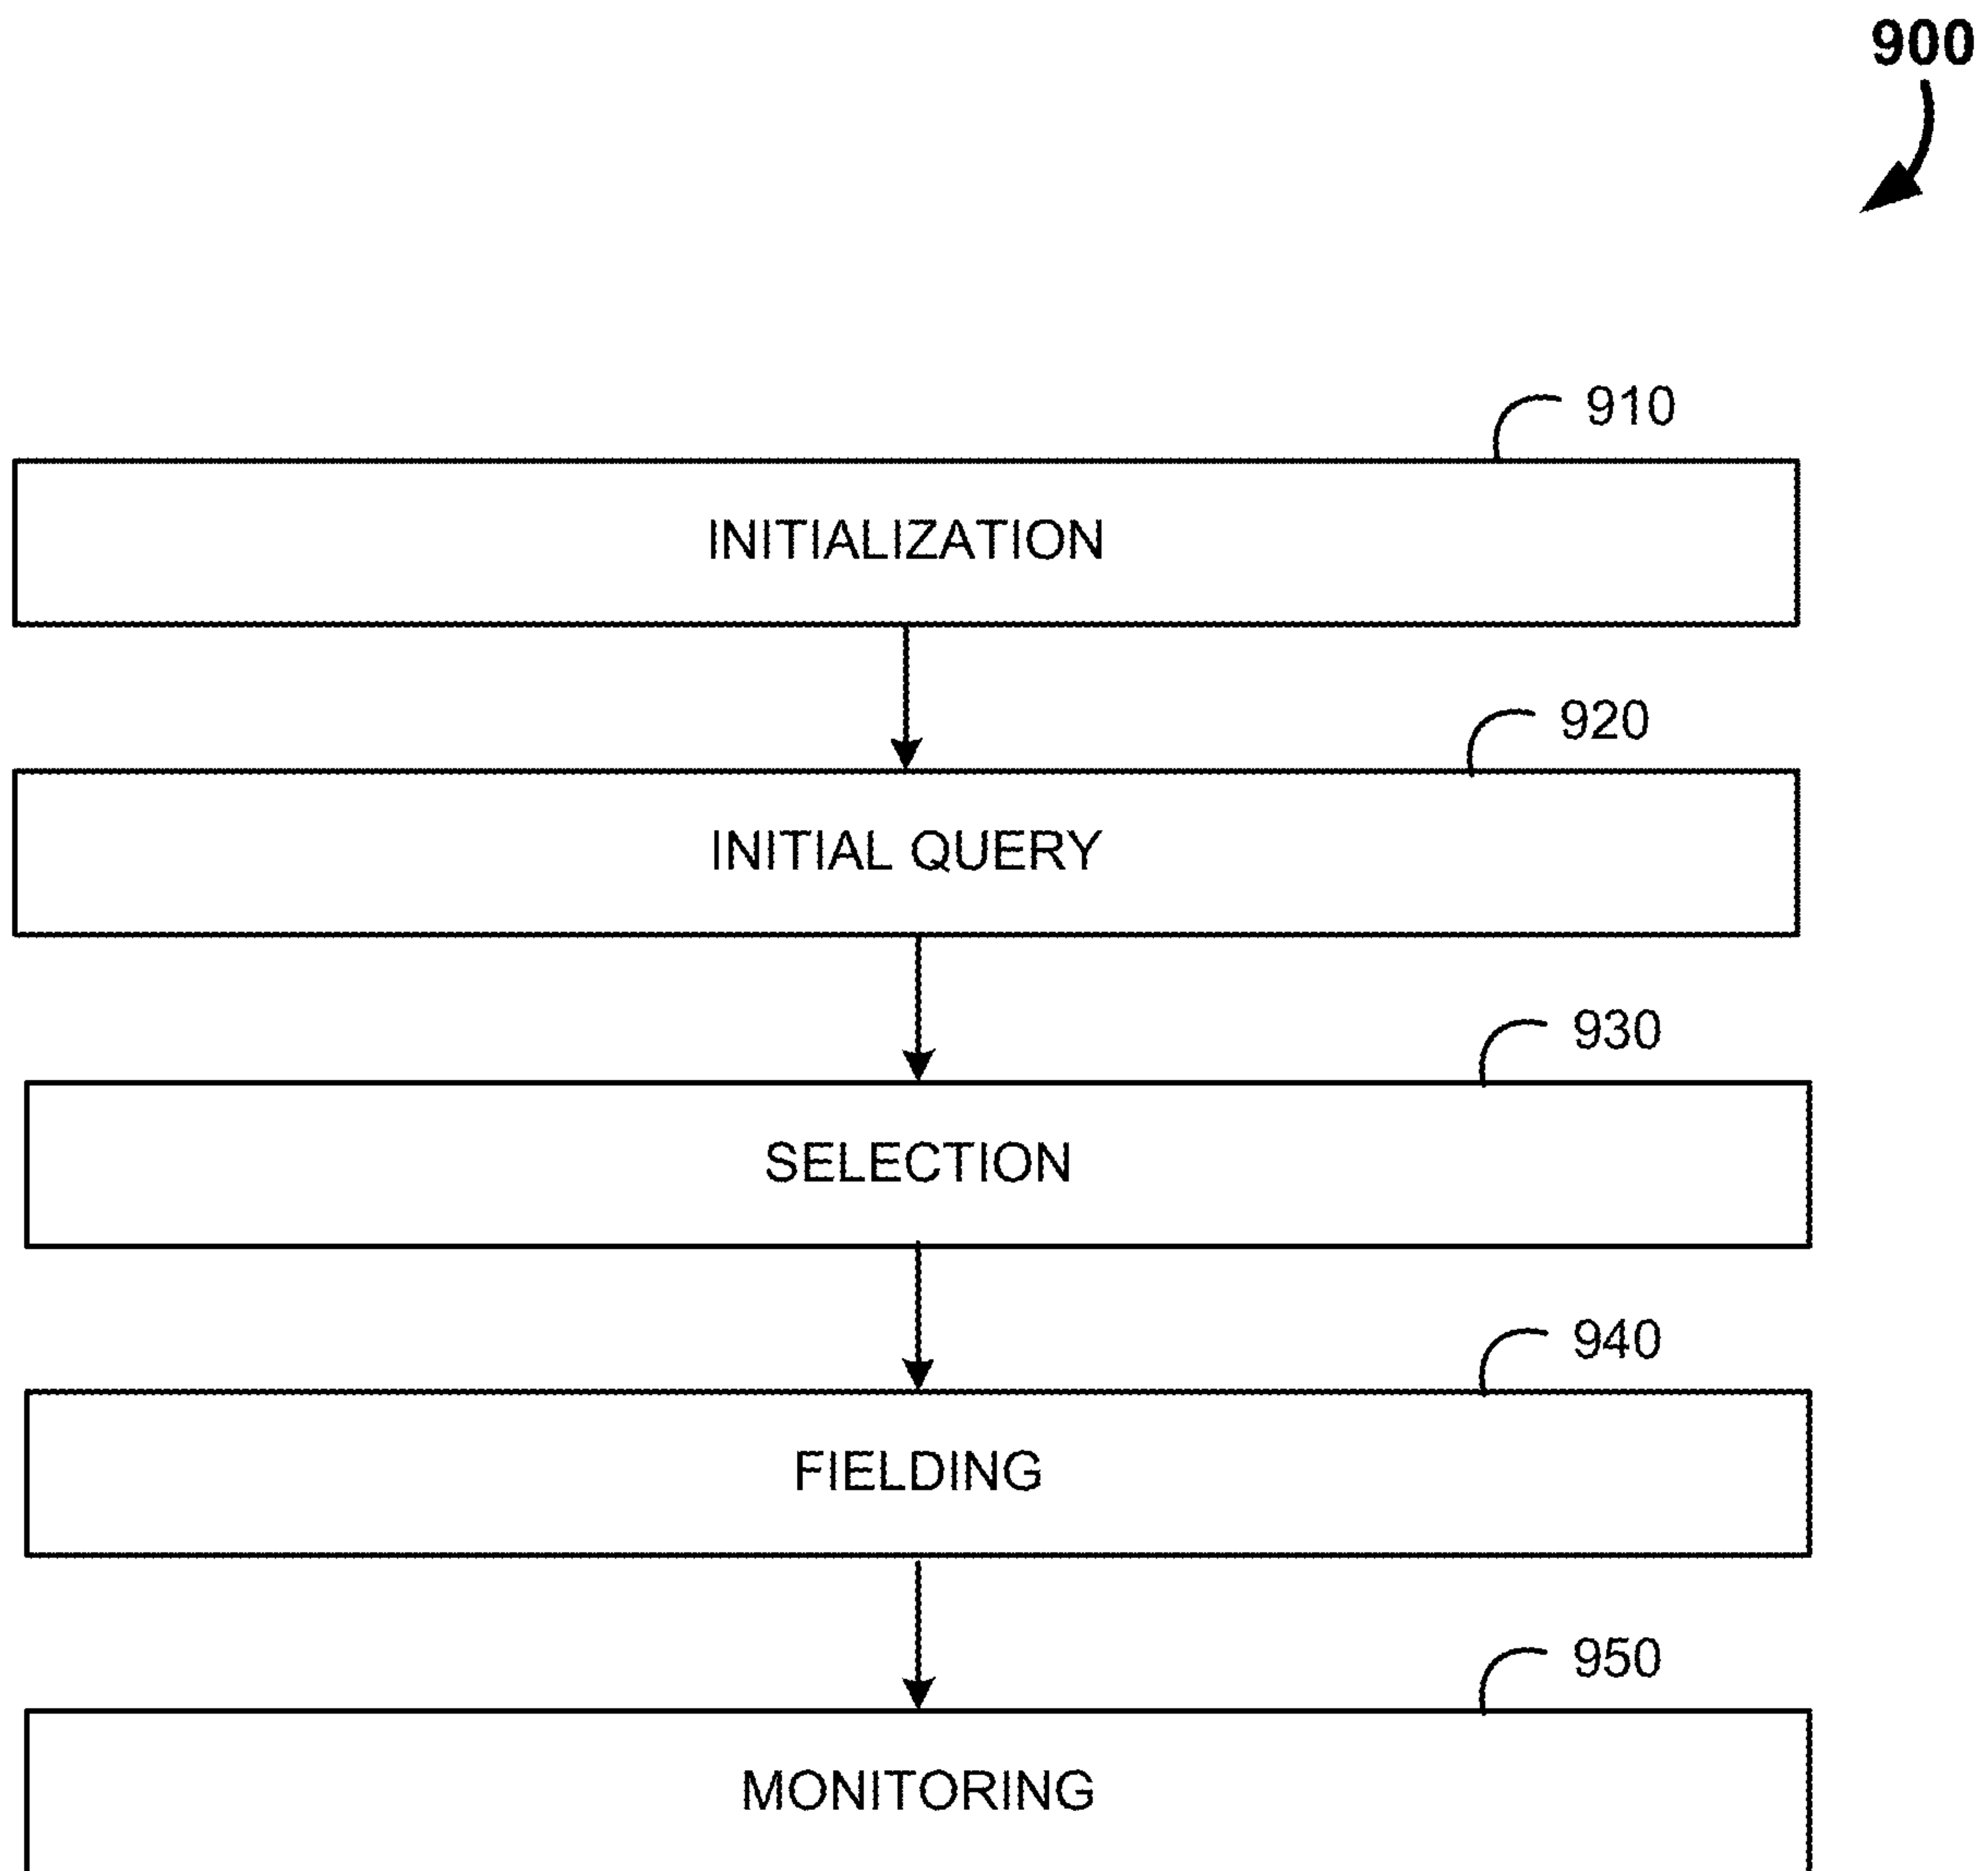 900
910
INITIALIZATION
920
INITIAL QUERY
930
SELECTION
940
FIELDING
950
MONITORING